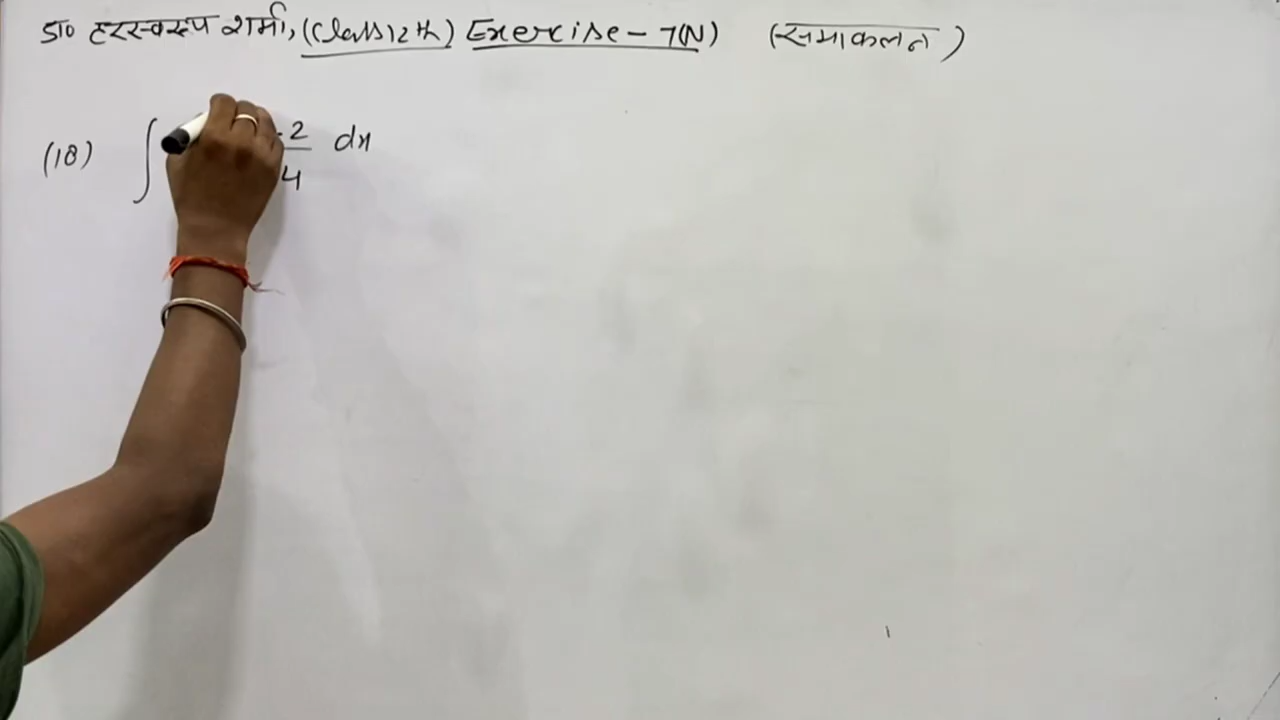 डा० हरस्वरूप शर्मा, (Class 12th) Exercise - 7(N) (समाकलन)
(18) ∫ 2 dx
4